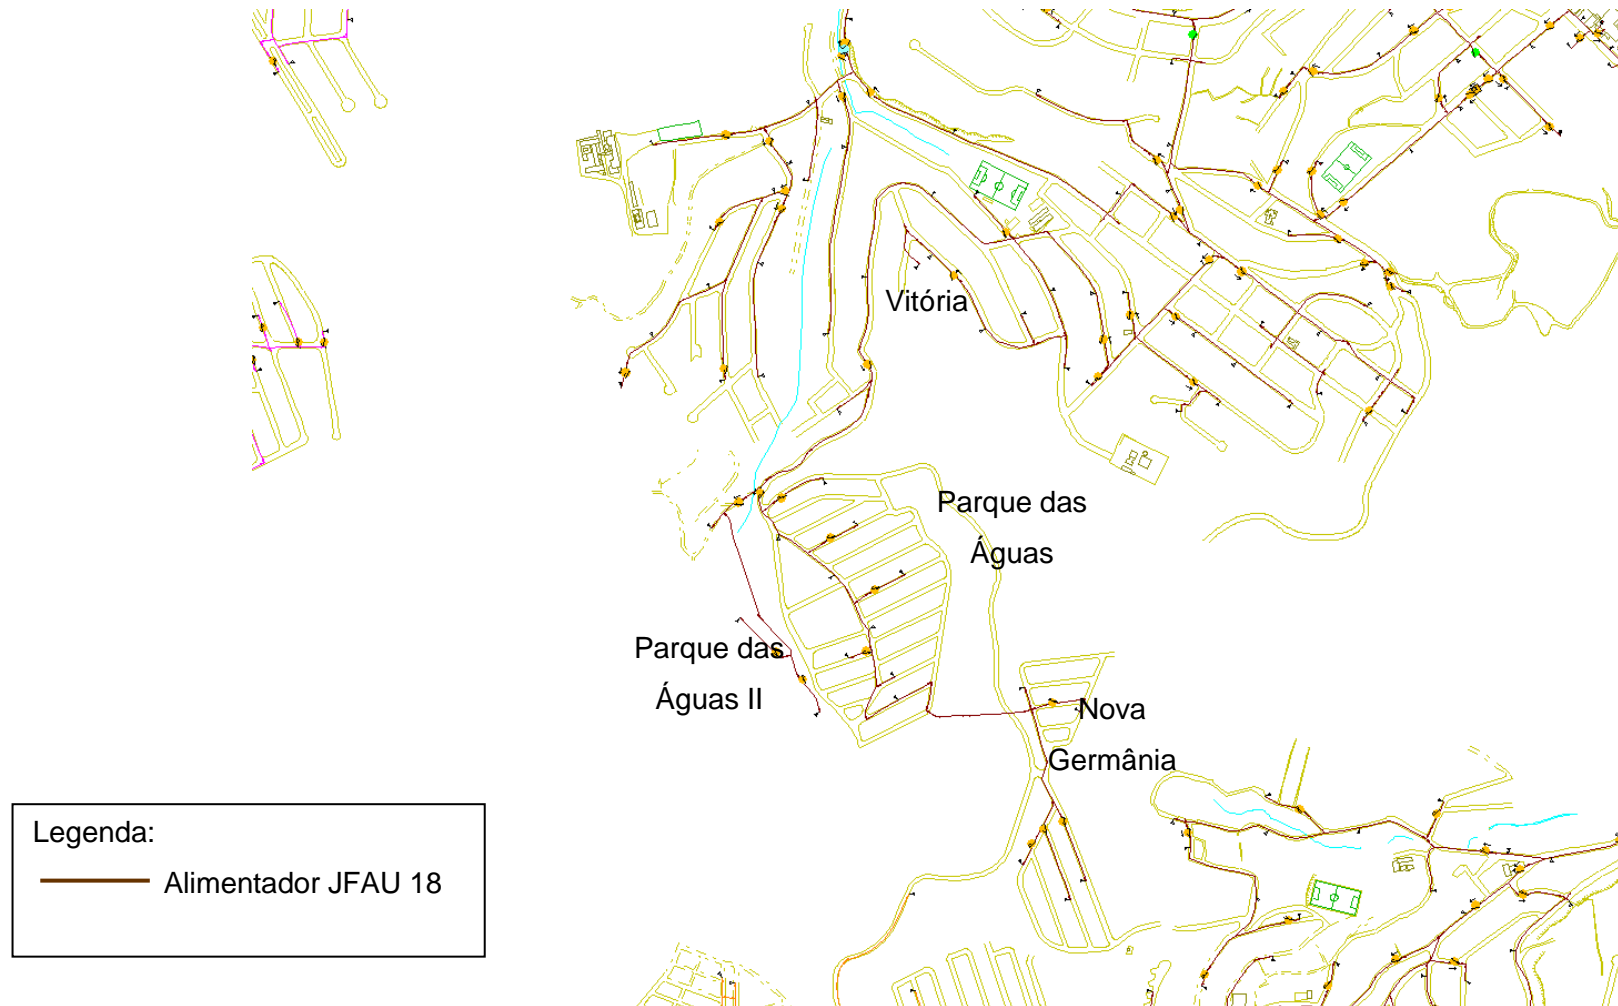 Vitória
Parque das
Águas
Parque das
Águas II
Nova
Germânia
Legenda:
Alimentador JFAU 18